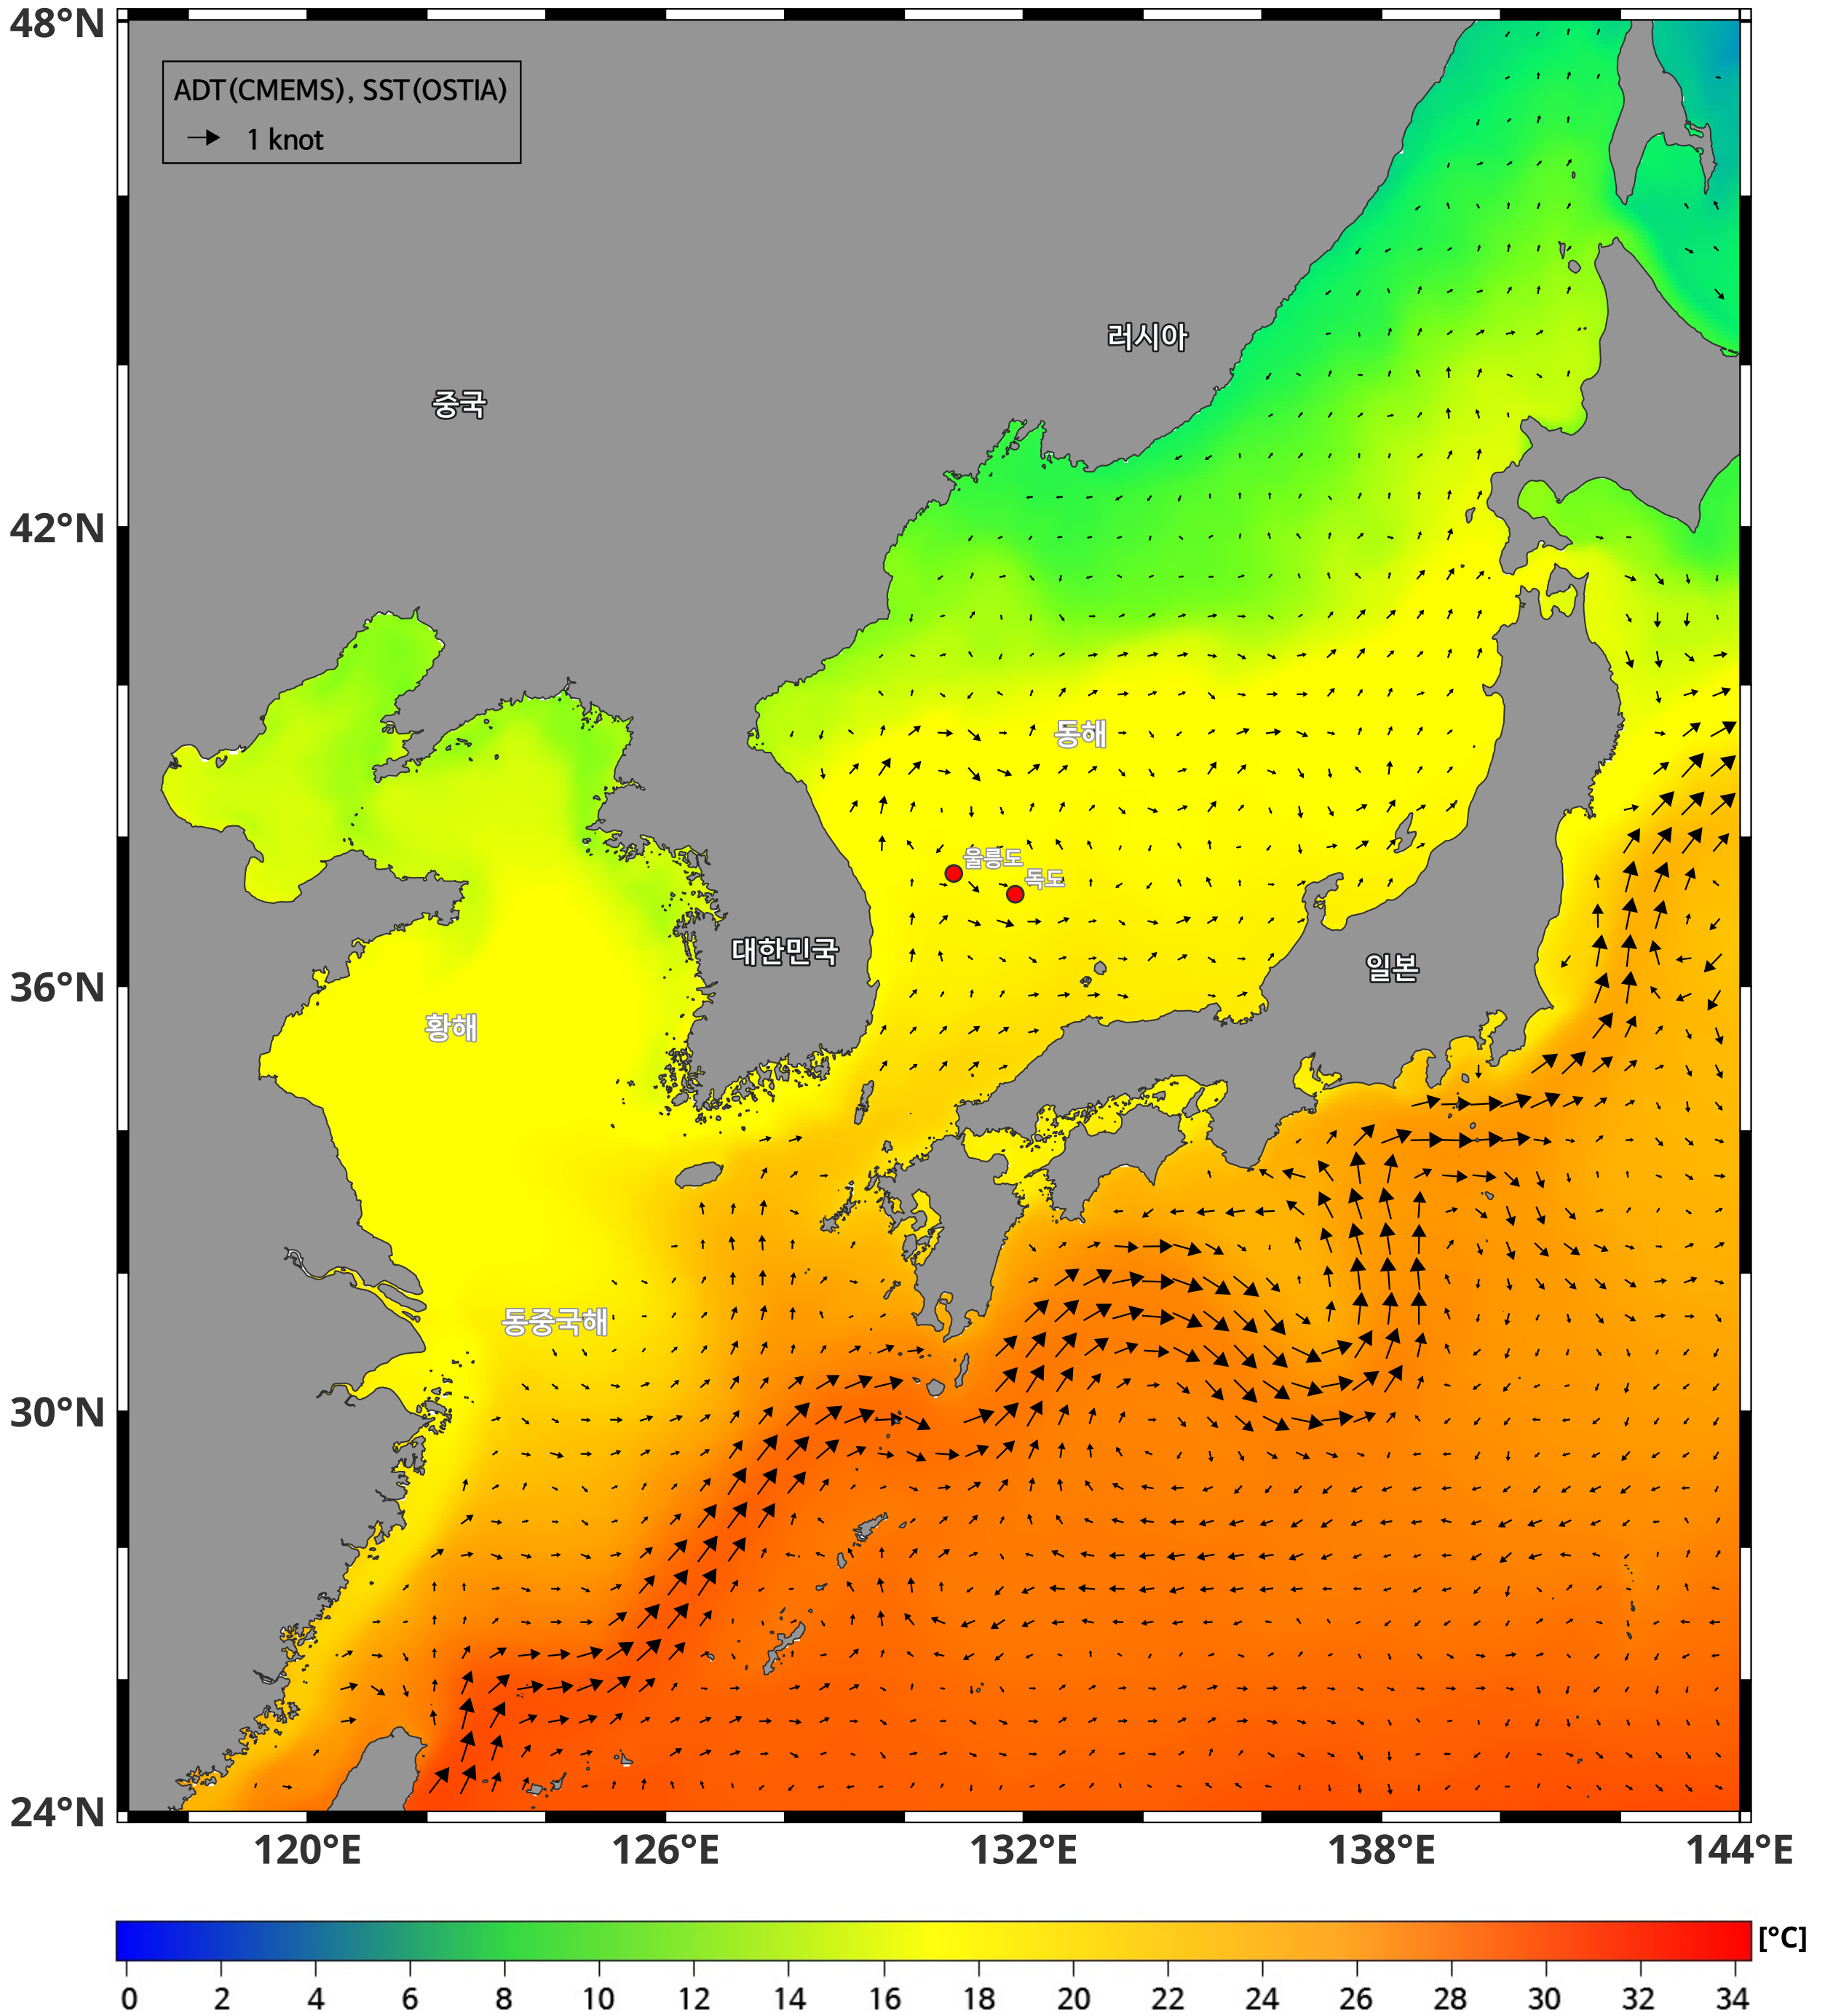 48°N
ADT(CMEMS), SST(OSTIA)
1 knot
러시아
중국
42°N
동해
울릉도
독도
대한민국
일본
36°N
황해
동중국해
30°N
24°N
120°E 126°E 132°E 138°E 144°E
[°C]
0 2 4 6 8 10 12 14 16 18 20 22 24 26 28 30 32 34